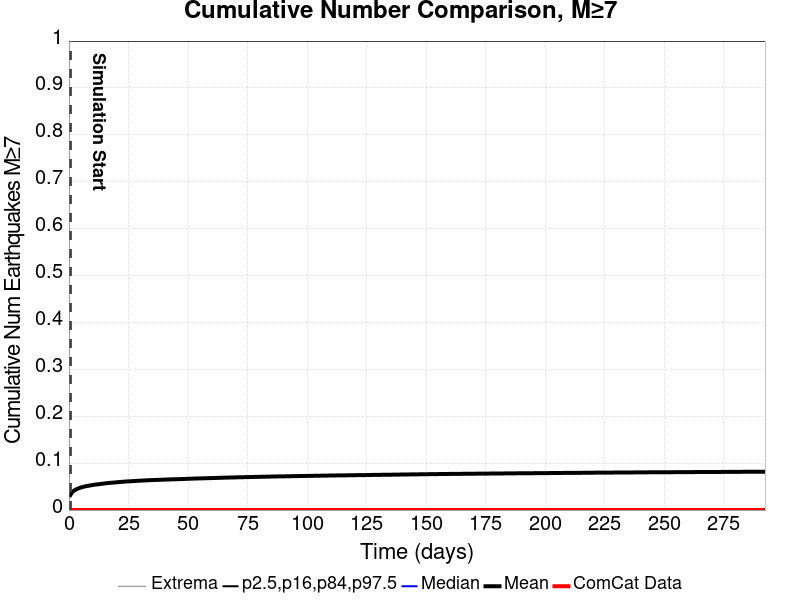 Cumulative Number Comparison, M≥7
Cumulative Num Earthquakes M≥7
1
0.9
0.8
0.7
0.6
0.5
0.4
0.3
0.2
0.1
0
Simulation Start
0 25 50 75 100 125 150 175 200 225 250 275
Time (days)
Extrema p2.5,p16,p84,p97.5 Median Mean ComCat Data